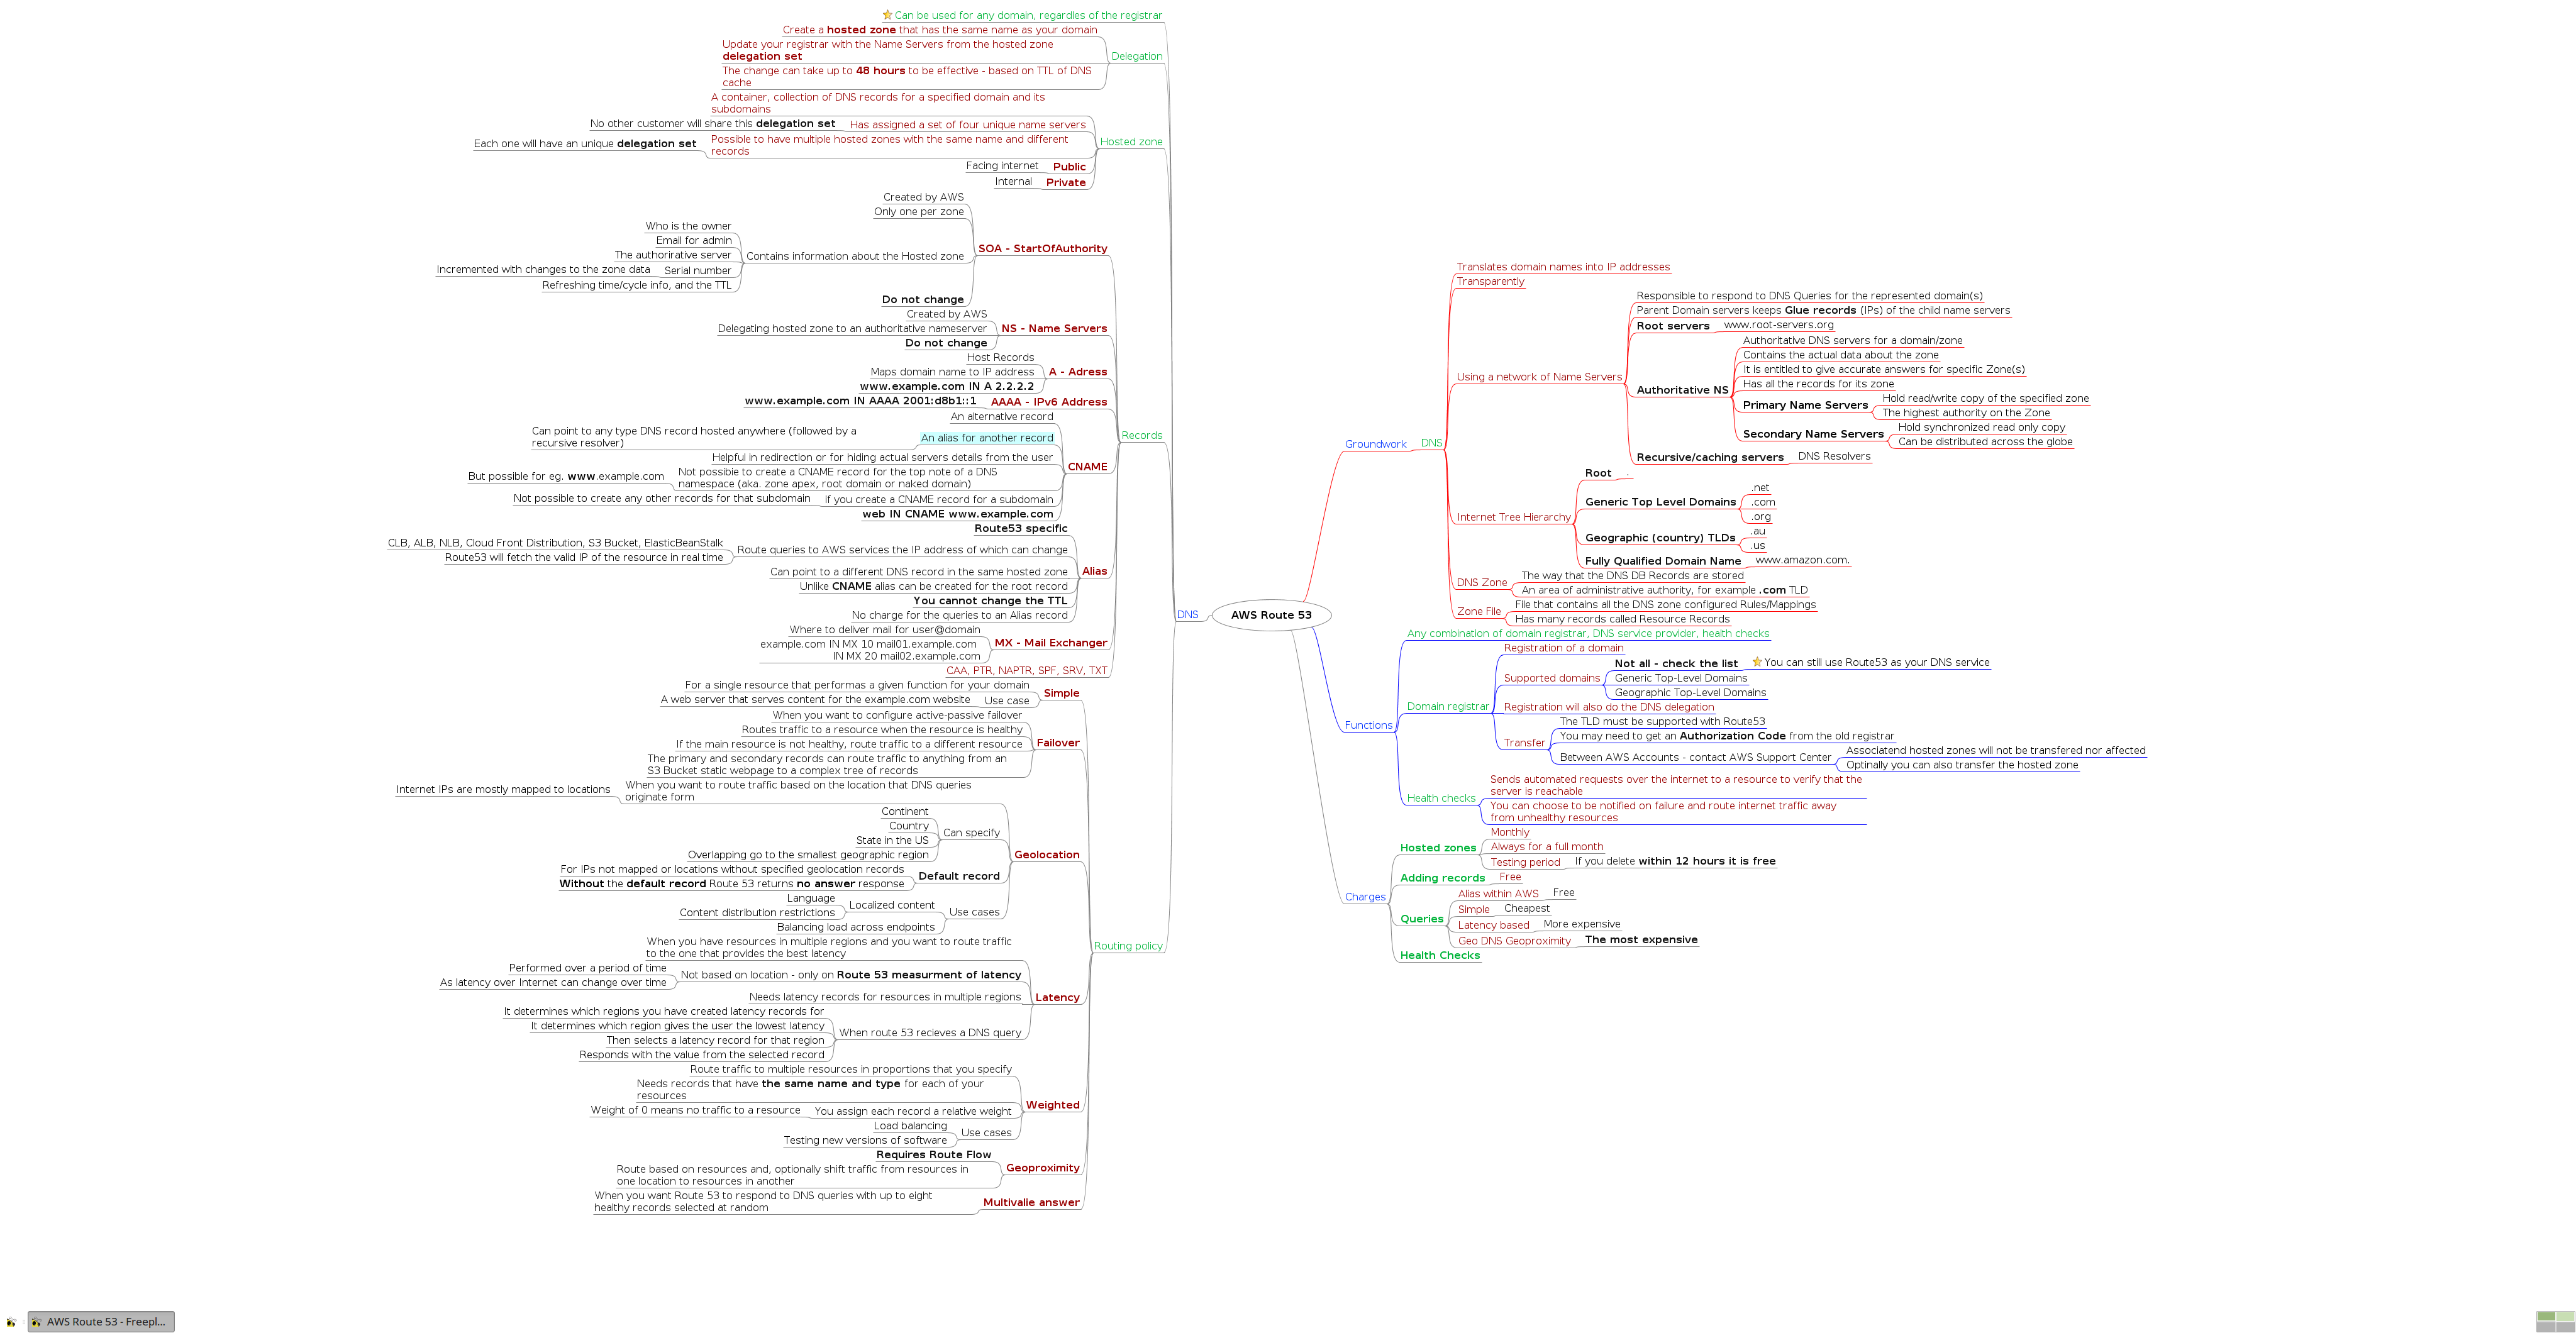 Can be used for any domain, regardles of the registrar
Create a hosted zone that has the same name as your domain
Update your registrar with the Name Servers from the hosted zone
delegation set
The change can take up to 48 hours to be effective - based on TTL of DNS
cache
Delegation
A container, collection of DNS records for a specified domain and its
subdomains
No other customer will share this delegation set
Has assigned a set of four unique name servers
Each one will have an unique delegation set
Possible to have multiple hosted zones with the same name and different
records
Facing internet
Public
Internal
Private
Hosted zone
Created by AWS
Only one per zone
Who is the owner
Email for admin
The authorirative server
Incremented with changes to the zone data
Serial number
Refreshing time/cycle info, and the TTL
Contains information about the Hosted zone
Do not change
SOA - StartOfAuthority
Created by AWS
Delegating hosted zone to an authoritative nameserver
Do not change
NS - Name Servers
Host Records
Maps domain name to IP address
www.example.com IN A 2.2.2.2
A - Adress
www.example.com IN AAAA 2001:d8b1::1
AAAA - IPv6 Address
An alternative record
Can point to any type DNS record hosted anywhere (followed by a
recursive resolver)
An alias for another record
Helpful in redirection or for hiding actual servers details from the user
But possible for eg. www.example.com
Not possible to create a CNAME record for the top note of a DNS
namespace (aka. zone apex, root domain or naked domain)
Not possible to create any other records for that subdomain
if you create a CNAME record for a subdomain
web IN CNAME www.example.com
CNAME
Route53 specific
CLB, ALB, NLB, Cloud Front Distribution, S3 Bucket, ElasticBeanStalk
Route53 will fetch the valid IP of the resource in real time
Route queries to AWS services the IP address of which can change
Can point to a different DNS record in the same hosted zone
Unlike CNAME alias can be created for the root record
You cannot change the TTL
No charge for the queries to an Alias record
Alias
Where to deliver mail for user@domain
example.com IN MX 10 mail01.example.com
IN MX 20 mail02.example.com
MX - Mail Exchanger
CAA, PTR, NAPTR, SPF, SRV, TXT
Records
For a single resource that performas a given function for your domain
A web server that serves content for the example.com website
Use case
Simple
When you want to configure active-passive failover
Routes traffic to a resource when the resource is healthy
If the main resource is not healthy, route traffic to a different resource
The primary and secondary records can route traffic to anything from an
S3 Bucket static webpage to a complex tree of records
Failover
Internet IPs are mostly mapped to locations
When you want to route traffic based on the location that DNS queries
originate form
Continent
Country
State in the US
Overlapping go to the smallest geographic region
Can specify
For IPs not mapped or locations without specified geolocation records
Without the default record Route 53 returns no answer response
Default record
Language
Content distribution restrictions
Localized content
Balancing load across endpoints
Use cases
Geolocation
When you have resources in multiple regions and you want to route traffic
to the one that provides the best latency
Performed over a period of time
As latency over Internet can change over time
Not based on location - only on Route 53 measurment of latency
Needs latency records for resources in multiple regions
It determines which regions you have created latency records for
It determines which region gives the user the lowest latency
Then selects a latency record for that region
Responds with the value from the selected record
When route 53 recieves a DNS query
Latency
Route traffic to multiple resources in proportions that you specify
Needs records that have the same name and type for each of your
resources
Weight of 0 means no traffic to a resource
You assign each record a relative weight
Load balancing
Testing new versions of software
Use cases
Weighted
Requires Route Flow
Route based on resources and, optionally shift traffic from resources in
one location to resources in another
Geoproximity
When you want Route 53 to respond to DNS queries with up to eight
healthy records selected at random
Multivalie answer
Routing policy
DNS
AWS Route 53
Groundwork
DNS
Translates domain names into IP addresses
Transparently
Using a network of Name Servers
Responsible to respond to DNS Queries for the represented domain(s)
Parent Domain servers keeps Glue records (IPs) of the child name servers
Root servers
www.root-servers.org
Authoritative NS
Authoritative DNS servers for a domain/zone
Contains the actual data about the zone
It is entitled to give accurate answers for specific Zone(s)
Has all the records for its zone
Primary Name Servers
Hold read/write copy of the specified zone
The highest authority on the Zone
Secondary Name Servers
Hold synchronized read only copy
Can be distributed across the globe
Recursive/caching servers
DNS Resolvers
Internet Tree Hierarchy
Root
.
Generic Top Level Domains
.net
.com
.org
Geographic (country) TLDs
.au
.us
Fully Qualified Domain Name
www.amazon.com.
DNS Zone
The way that the DNS DB Records are stored
An area of administrative authority, for example .com TLD
Zone File
File that contains all the DNS zone configured Rules/Mappings
Has many records called Resource Records
Functions
Any combination of domain registrar, DNS service provider, health checks
Domain registrar
Registration of a domain
Supported domains
Not all - check the list
You can still use Route53 as your DNS service
Generic Top-Level Domains
Geographic Top-Level Domains
Registration will also do the DNS delegation
Transfer
The TLD must be supported with Route53
You may need to get an Authorization Code from the old registrar
Between AWS Accounts - contact AWS Support Center
Associatend hosted zones will not be transfered nor affected
Optinally you can also transfer the hosted zone
Health checks
Sends automated requests over the internet to a resource to verify that the
server is reachable
You can choose to be notified on failure and route internet traffic away
from unhealthy resources
Charges
Hosted zones
Monthly
Always for a full month
Testing period
If you delete within 12 hours it is free
Adding records
Free
Queries
Alias within AWS
Free
Simple
Cheapest
Latency based
More expensive
Geo DNS Geoproximity
The most expensive
Health Checks
AWS Route 53 - Freepl...